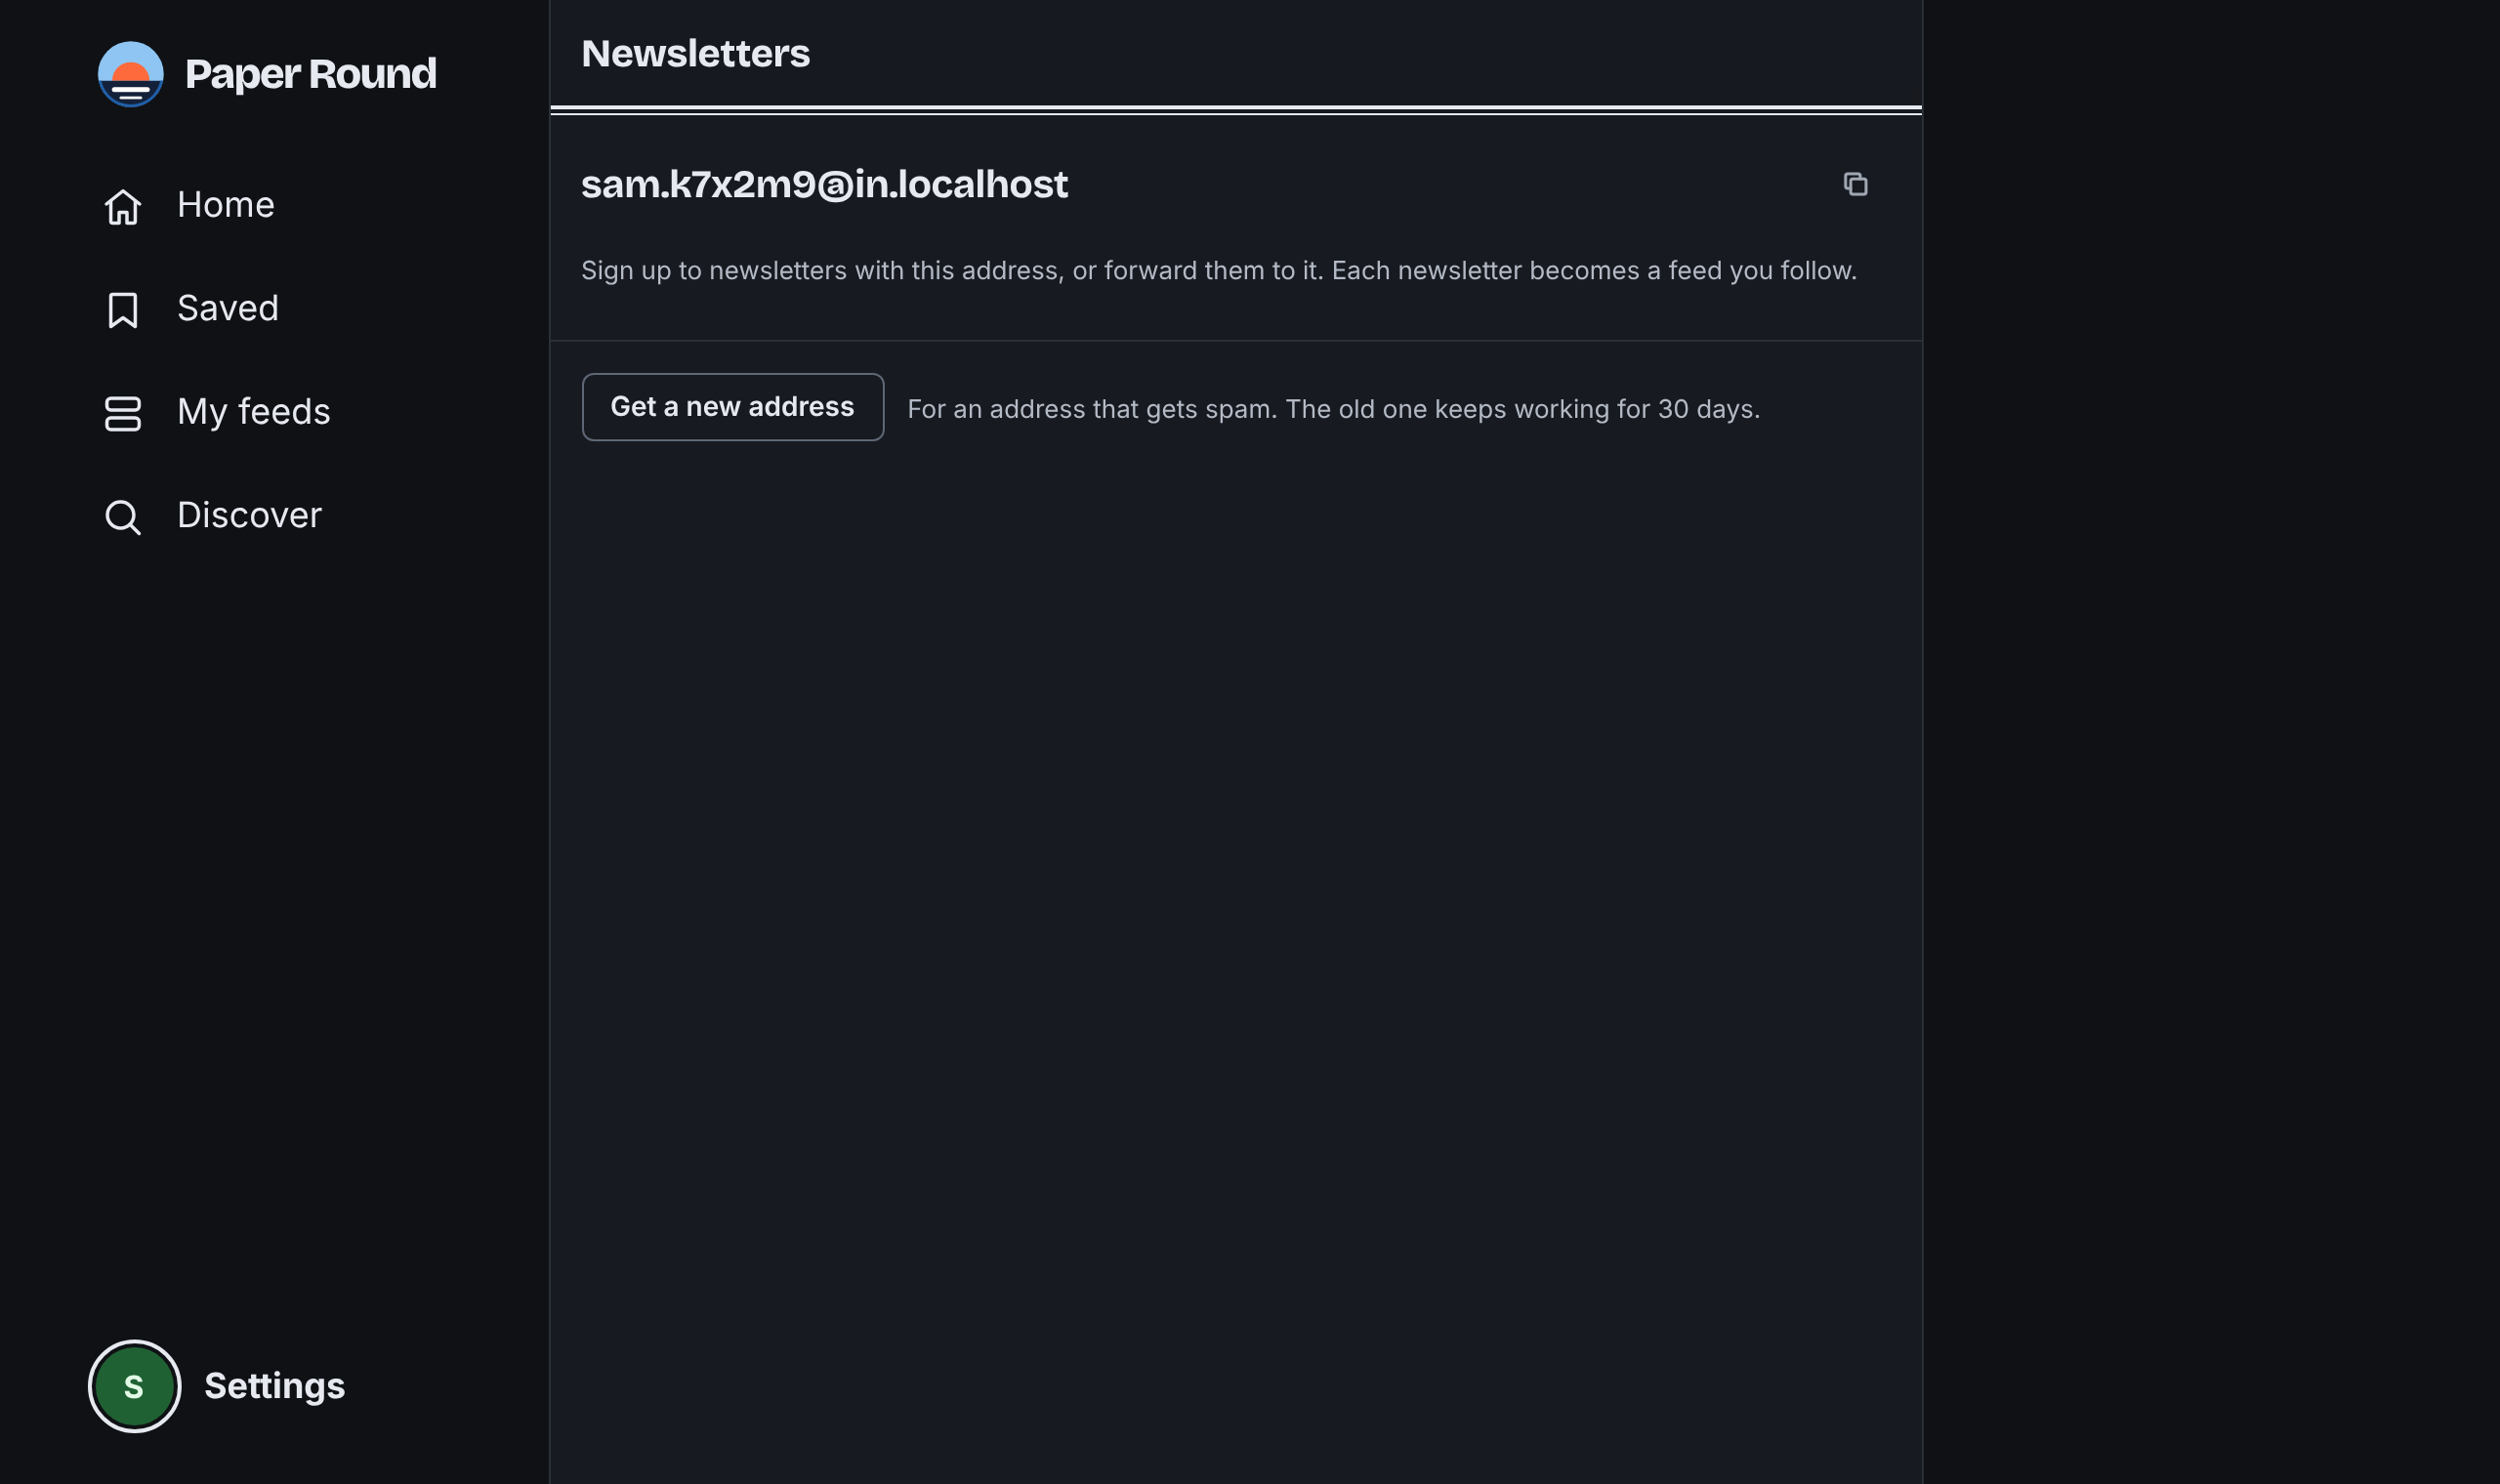 Paper Round
Home
Saved
My feeds
Discover
S
Settings
Newsletters
sam.k7x2m9@in.localhost
Sign up to newsletters with this address, or forward them to it. Each newsletter becomes a feed you follow.
Get a new address
For an address that gets spam. The old one keeps working for 30 days.